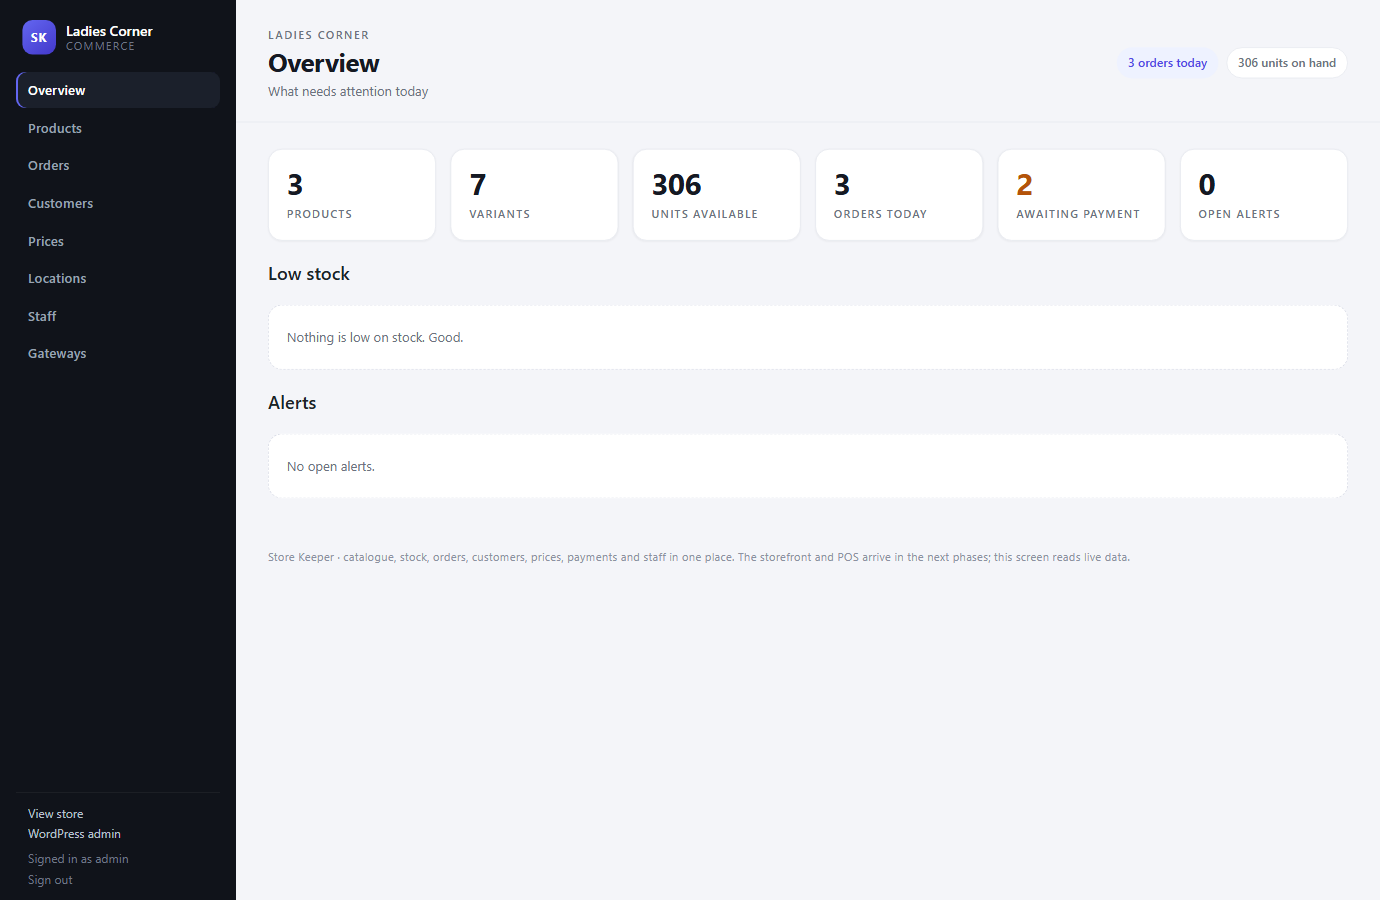 SK
Ladies Corner
COMMERCE
Overview
Products
Orders
Customers
Prices
Locations
Staff
Gateways
View store
WordPress admin
Signed in as admin
Sign out
LADIES CORNER
Overview
What needs attention today
3 orders today
306 units on hand
3
PRODUCTS
7
VARIANTS
306
UNITS AVAILABLE
3
ORDERS TODAY
2
AWAITING PAYMENT
0
OPEN ALERTS
Low stock
Nothing is low on stock. Good.
Alerts
No open alerts.
Store Keeper · catalogue, stock, orders, customers, prices, payments and staff in one place. The storefront and POS arrive in the next phases; this screen reads live data.